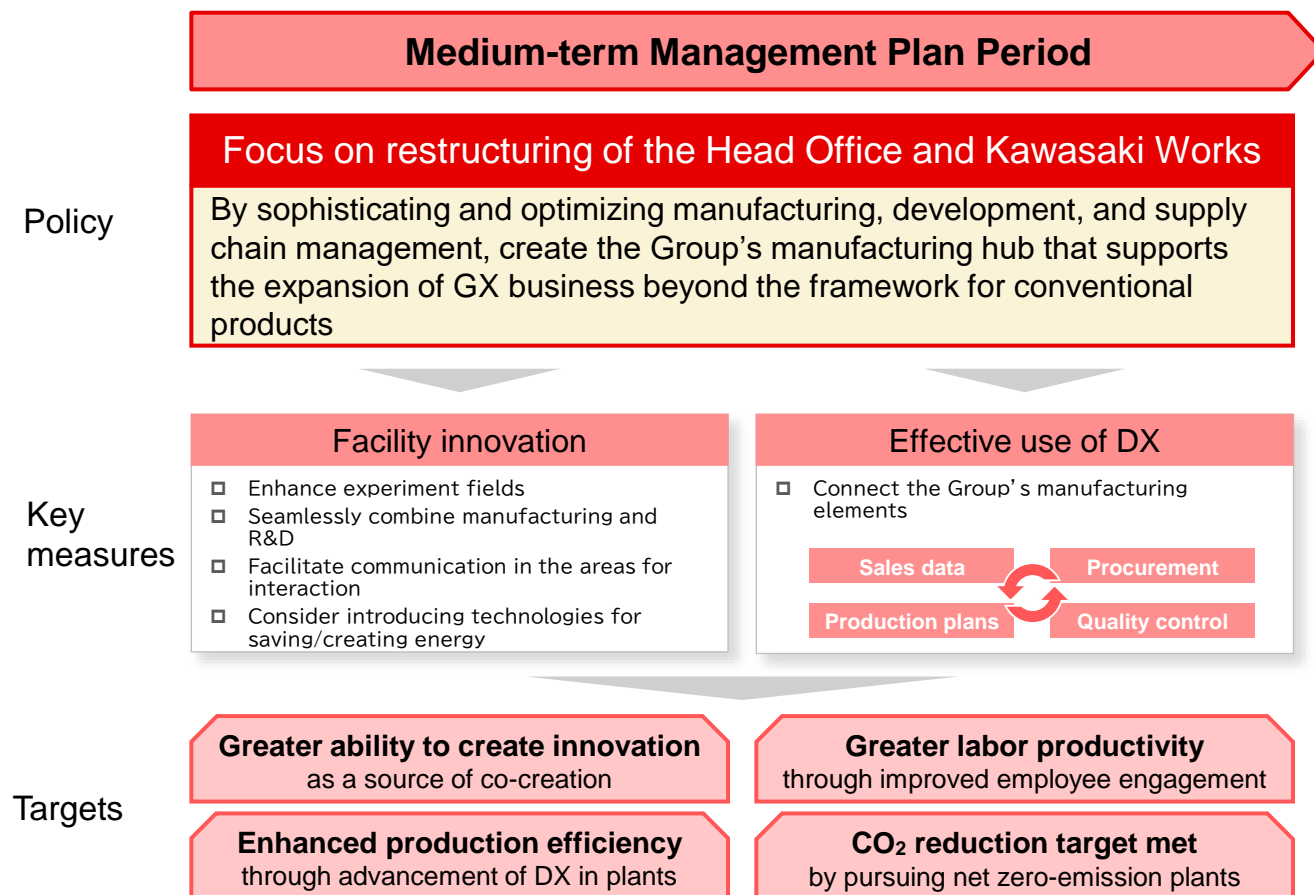 Medium-term Management Plan Period
Policy
Focus on restructuring of the Head Office and Kawasaki Works
By sophisticating and optimizing manufacturing, development, and supply
chain management, create the Group's manufacturing hub that supports
the expansion of GX business beyond the framework for conventional
products
Key
measures
Facility innovation
□ Enhance experiment fields
□ Seamlessly combine manufacturing and
R&D
□ Facilitate communication in the areas for
interaction
□ Consider introducing technologies for
saving/creating energy
Effective use of DX
□ Connect the Group's manufacturing
elements
Sales data
Procurement
Production plans
Quality control
Targets
Greater ability to create innovation
as a source of co-creation
Greater labor productivity
through improved employee engagement
Enhanced production efficiency
through advancement of DX in plants
CO₂ reduction target met
by pursuing net zero-emission plants